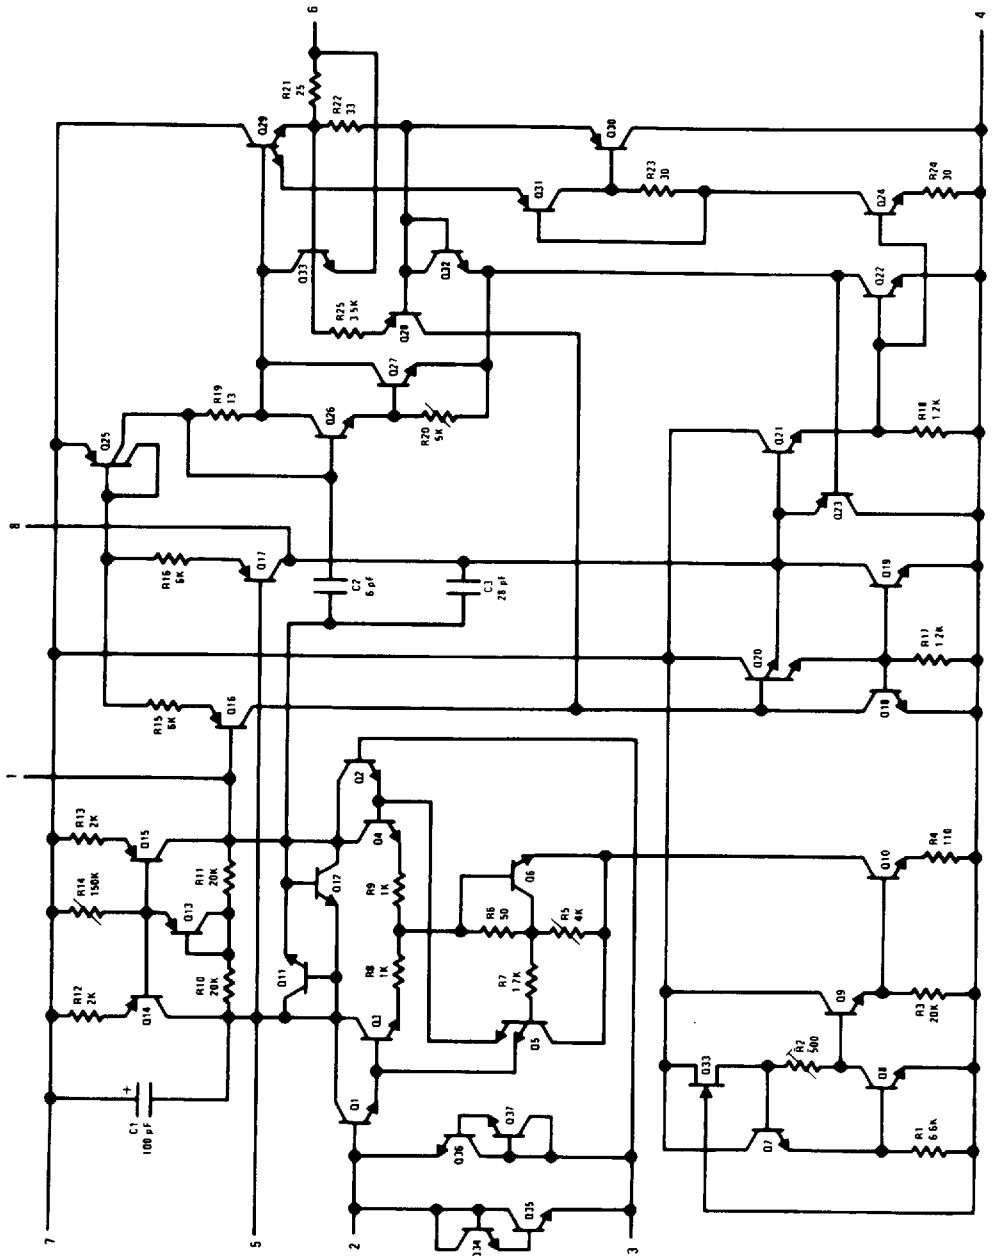 6
4
R21
25
Q29
R22
33
Q30
Q31
R23
30
R24
30
Q24
Q33
Q32
Q22
R25
3.5K
Q28
Q27
R19
13
Q26
R20
5K
Q25
Q21
R18
1.2K
Q23
8
R16
6K
Q17
C2
6 pF
C3
28 pF
Q19
Q20
R17
1.2K
Q18
R15
6K
Q16
1
Q2
R13
2K
Q15
R14
150K
Q13
R11
20K
R10
20K
R12
2K
Q14
Q12
Q11
Q4
R9
1K
R8
1K
Q3
Q6
R6
50
R5
4K
R7
1.7K
Q5
Q10
R4
110
Q9
R3
20K
R2
500
Q33
Q8
Q7
R1
6.6K
C1
100 pF
+
Q1
Q37
Q36
Q35
Q34
7
5
2
3